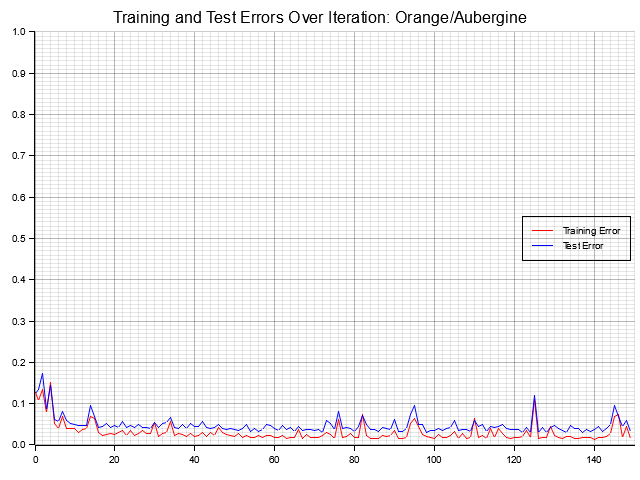 Training and Test Errors Over Iteration: Orange/Aubergine
1.0
0.9
0.8
0.7
0.6
0.5
0.4
0.3
0.2
0.1
0.0
Training Error
Test Error
0 20 40 60 80 100 120 140